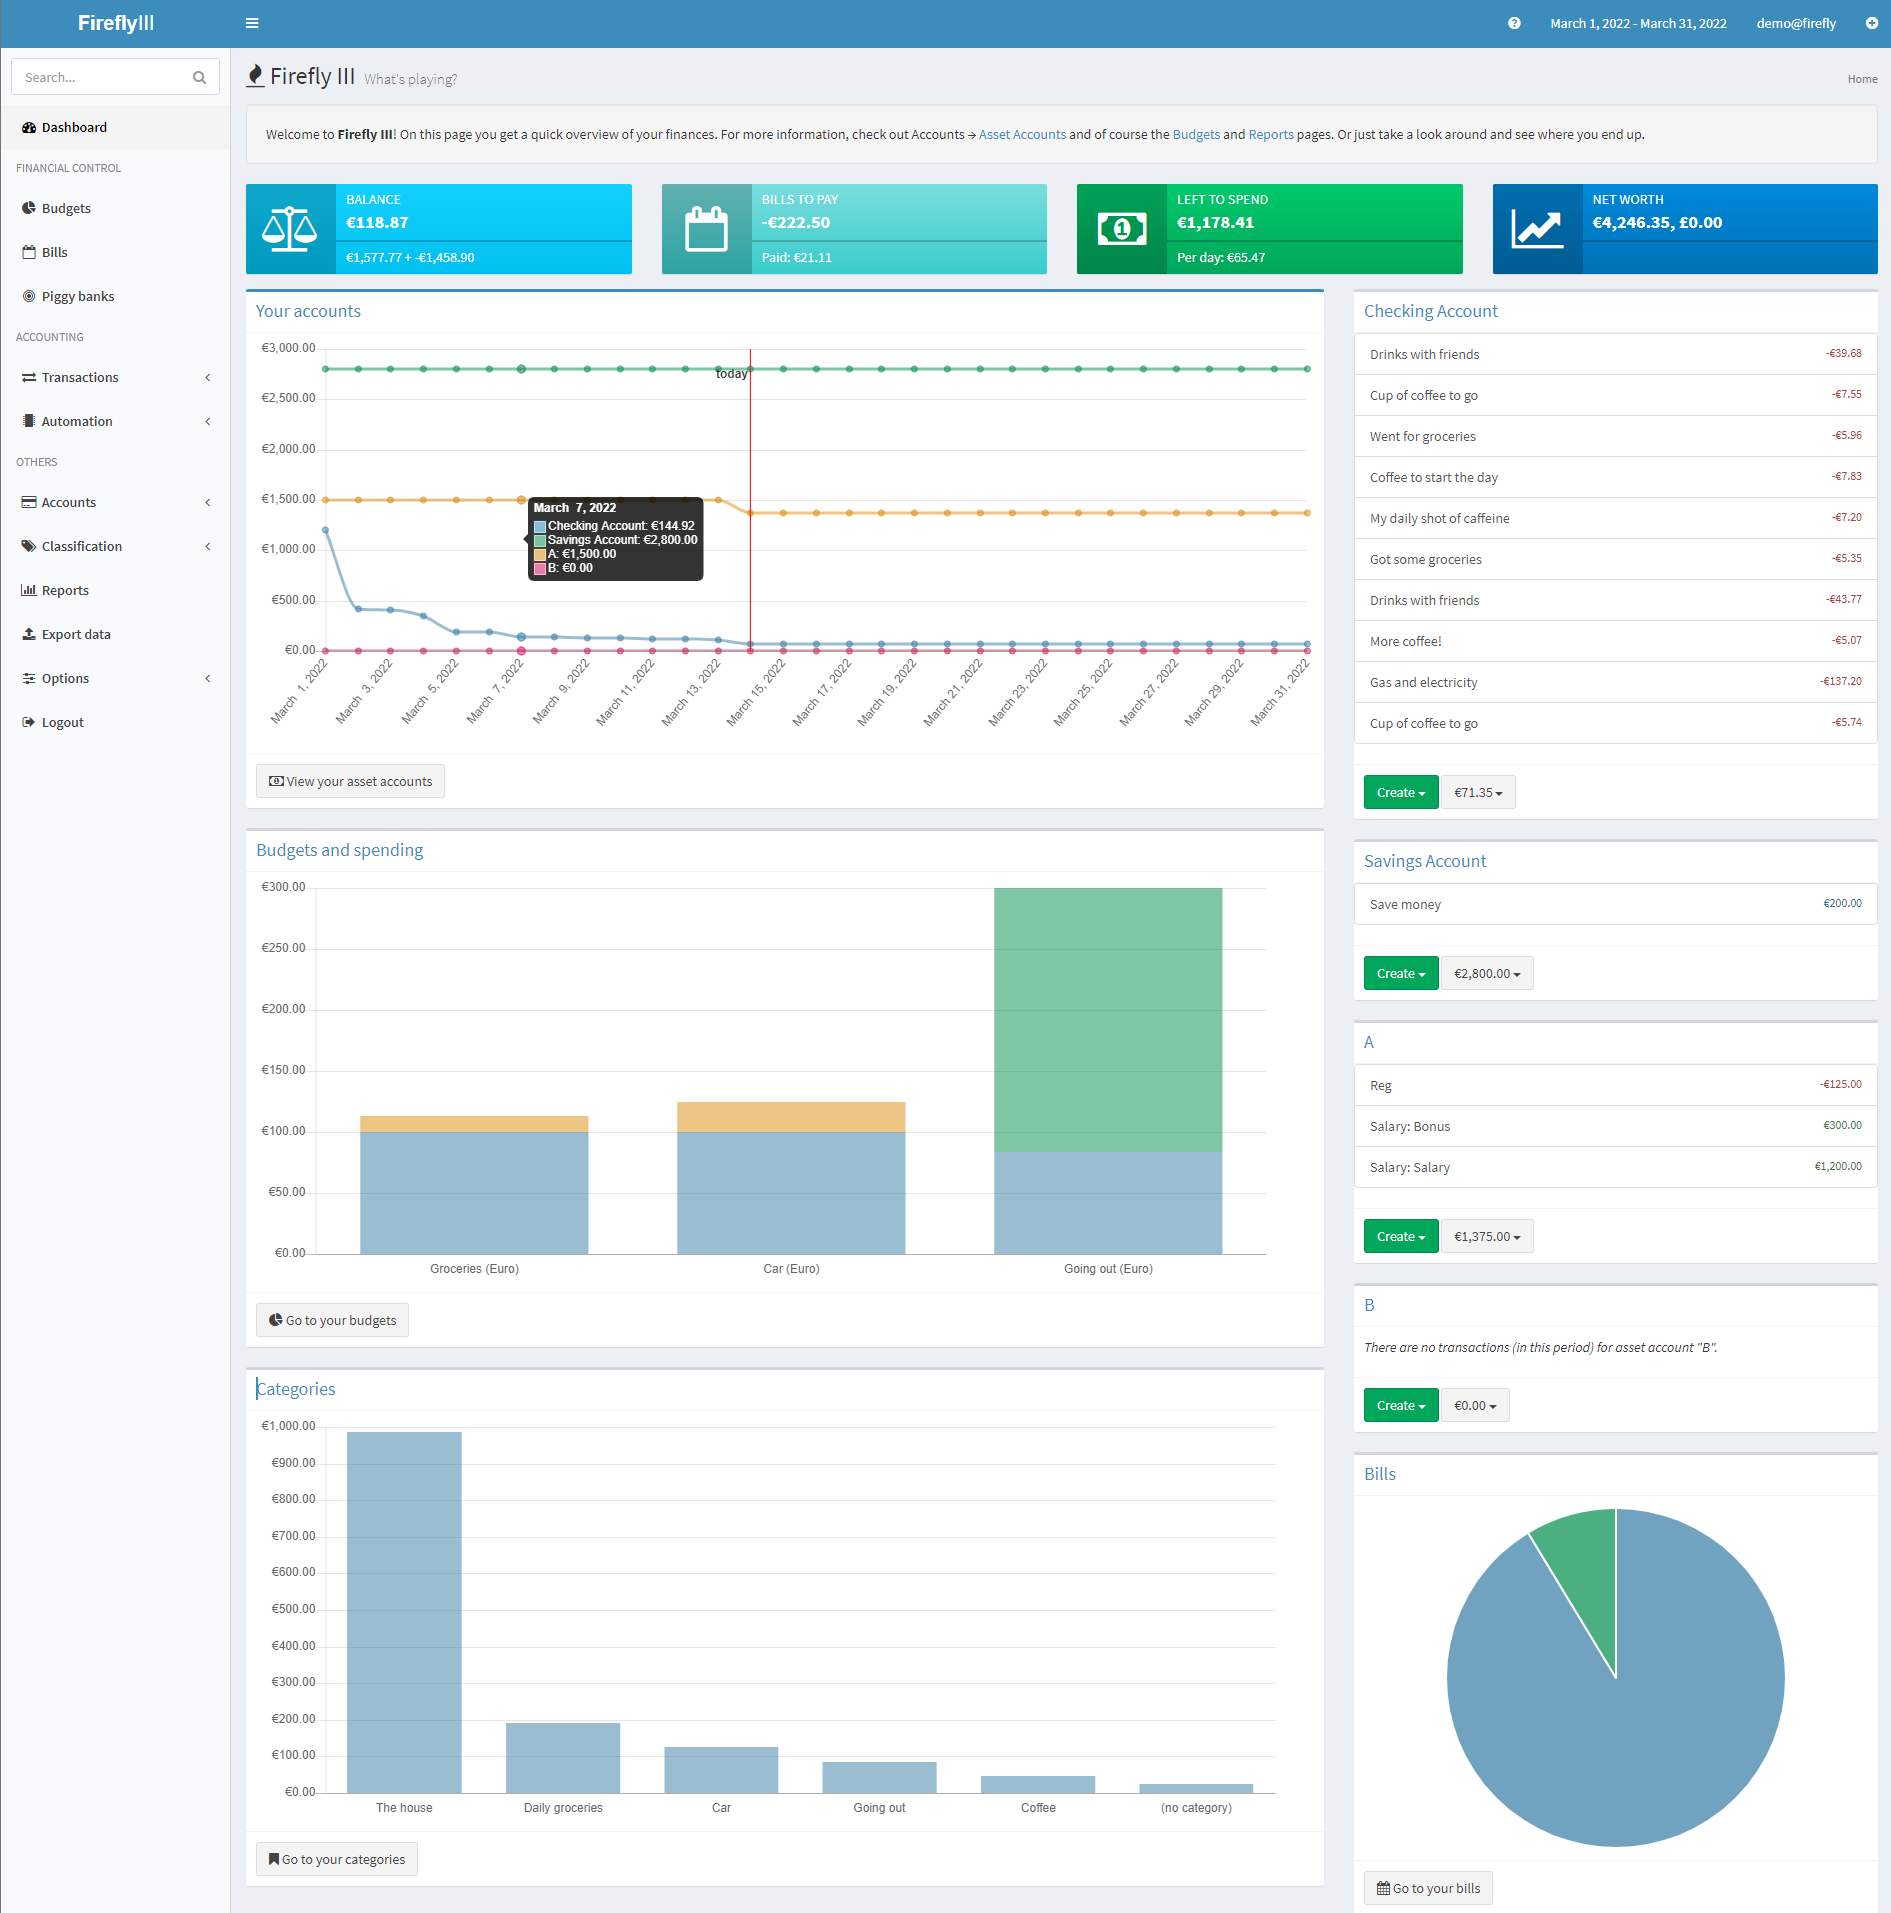 FireflyIII
March 1, 2022 - March 31, 2022
demo@firefly
Search...
Dashboard
FINANCIAL CONTROL
Budgets
Bills
Piggy banks
ACCOUNTING
Transactions
Automation
OTHERS
Accounts
Classification
Reports
Export data
Options
Logout
Firefly III What's playing?
Home
Welcome to Firefly III! On this page you get a quick overview of your finances. For more information, check out Accounts → Asset Accounts and of course the Budgets and Reports pages. Or just take a look around and see where you end up.
BALANCE
€118.87
€1,577.77 + -€1,458.90
BILLS TO PAY
-€222.50
Paid: €21.11
1
LEFT TO SPEND
€1,178.41
Per day: €65.47
NET WORTH
€4,246.35, £0.00
Your accounts
€3,000.00
€2,500.00
€2,000.00
€1,500.00
€1,000.00
€500.00
€0.00
today
March 7, 2022
Checking Account: €144.92
Savings Account: €2,800.00
A: €1,500.00
B: €0.00
March 1, 2022
March 3, 2022
March 5, 2022
March 7, 2022
March 9, 2022
March 11, 2022
March 13, 2022
March 15, 2022
March 17, 2022
March 19, 2022
March 21, 2022
March 23, 2022
March 25, 2022
March 27, 2022
March 29, 2022
March 31, 2022
View your asset accounts
Budgets and spending
€300.00
€250.00
€200.00
€150.00
€100.00
€50.00
€0.00
Groceries (Euro)
Car (Euro)
Going out (Euro)
Go to your budgets
Categories
€1,000.00
€900.00
€800.00
€700.00
€600.00
€500.00
€400.00
€300.00
€200.00
€100.00
€0.00
The house
Daily groceries
Car
Going out
Coffee
(no category)
Go to your categories
Checking Account
Drinks with friends -€39.68
Cup of coffee to go -€7.55
Went for groceries -€5.96
Coffee to start the day -€7.83
My daily shot of caffeine -€7.20
Got some groceries -€5.35
Drinks with friends -€43.77
More coffee! -€5.07
Gas and electricity -€137.20
Cup of coffee to go -€5.74
Create €71.35
Savings Account
Save money €200.00
Create €2,800.00
A
Reg -€125.00
Salary: Bonus €300.00
Salary: Salary €1,200.00
Create €1,375.00
B
There are no transactions (in this period) for asset account "B".
Create €0.00
Bills
Go to your bills